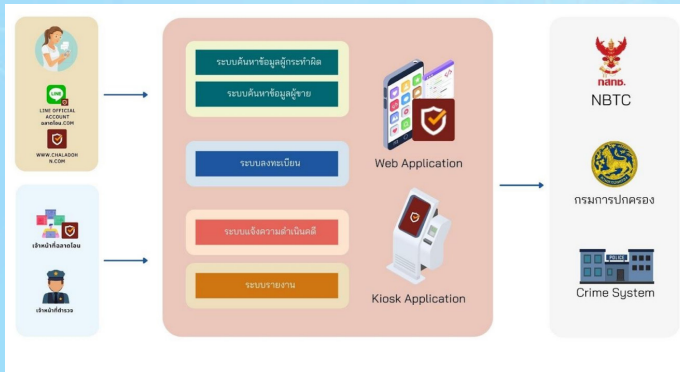 LINE
LINE OFFICIAL
ACCOUNT
ฉลาดโอน.COM
WWW.CHALADOH
N.COM
เจ้าหน้าที่ฉลาดโอน
เจ้าหน้าที่ตำรวจ
ระบบค้นหาข้อมูลผู้กระทำผิด
ระบบค้นหาข้อมูลผู้ขาย
ระบบลงทะเบียน
ระบบแจ้งความดำเนินคดี
ระบบรายงาน
Web Application
Kiosk Application
กสทช.
NBTC
กรมการปกครอง
POLICE
Crime System